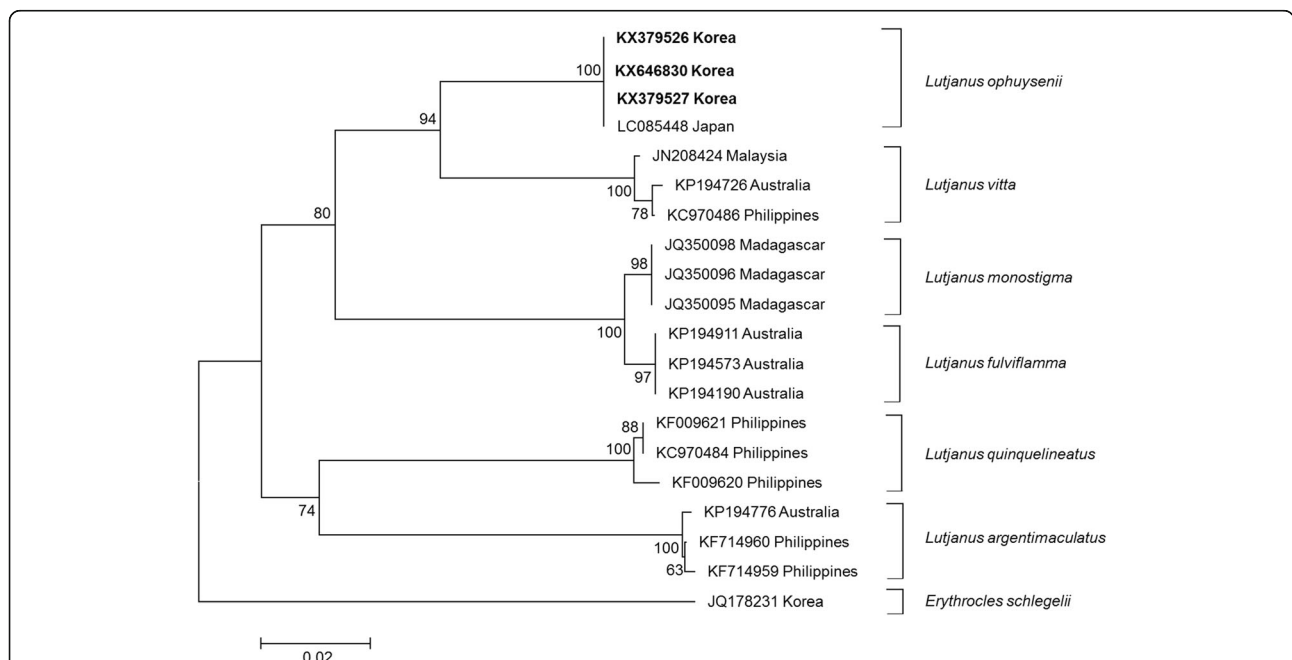 KX379526 Korea
100
KX646830 Korea
Lutjanus ophuysenii
KX379527 Korea
94
LC085448 Japan
JN208424 Malaysia
100
KP194726 Australia
Lutjanus vitta
78
KC970486 Philippines
80
JQ350098 Madagascar
98
JQ350096 Madagascar
Lutjanus monostigma
JQ350095 Madagascar
100
KP194911 Australia
KP194573 Australia
Lutjanus fulviflamma
97
KP194190 Australia
KF009621 Philippines
88
100
KC970484 Philippines
Lutjanus quinquelineatus
KF009620 Philippines
74
KP194776 Australia
100
KF714960 Philippines
Lutjanus argentimaculatus
63
KF714959 Philippines
JQ178231 Korea
Erythrocles schlegelii
0.02